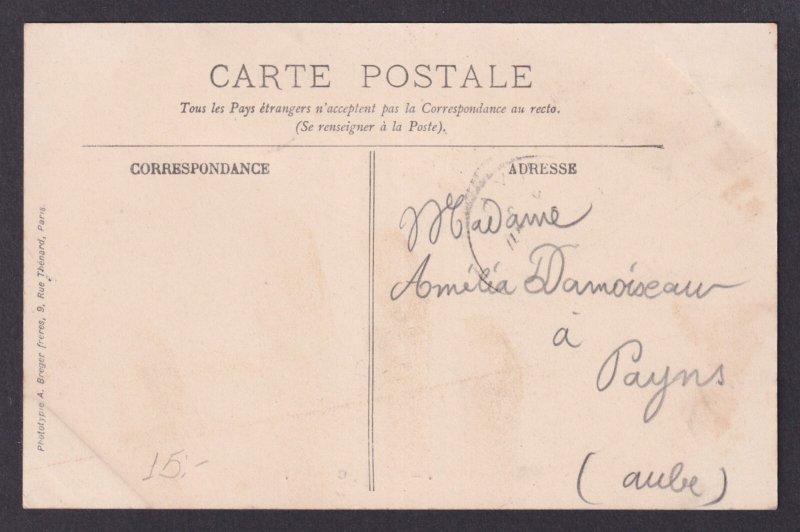 CARTE POSTALE
Tous les Pays étrangers n'acceptent pas la Correspondance au recto.
(Se renseigner à la Poste).
CORRESPONDANCE
ADRESSE
Madame
Amélia Damoiseau
à
Payns
(aube)
15.-
Phototypie A. Breger frères, 9, Rue Thénard, Paris.